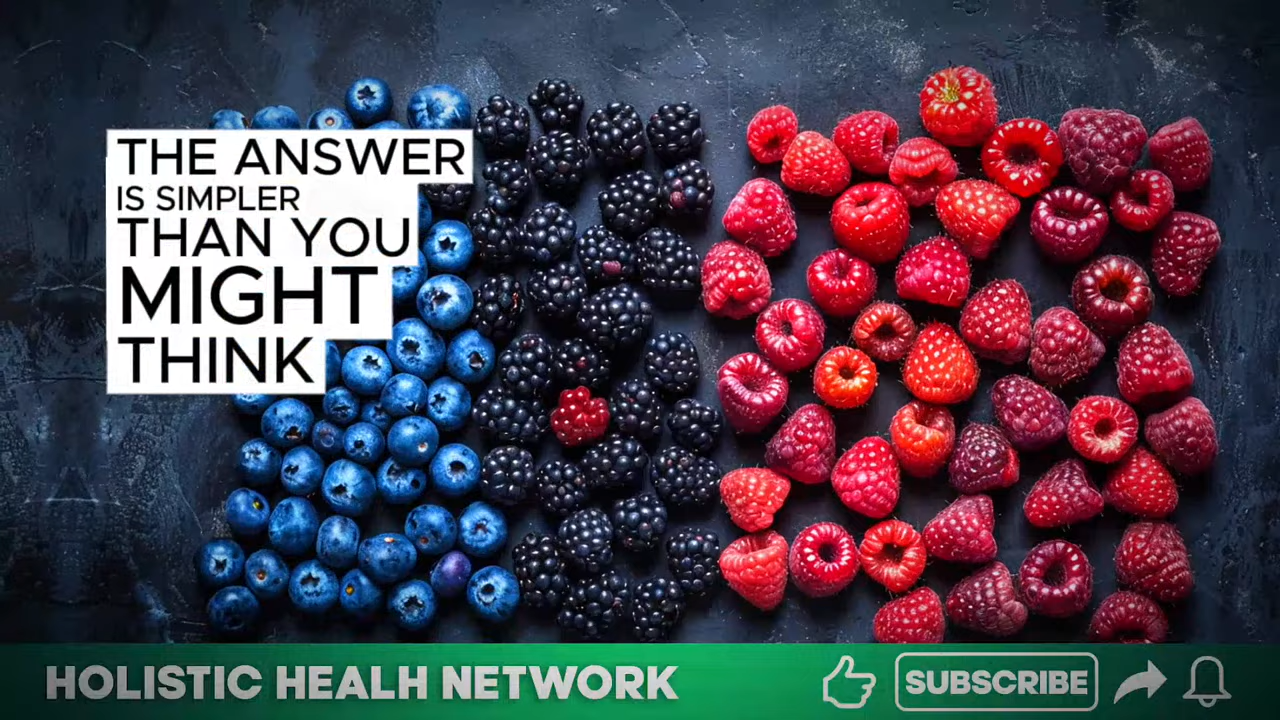 THE ANSWER
IS SIMPLER
THAN YOU
MIGHT
THINK
HOLISTIC HEALH NETWORK
SUBSCRIBE